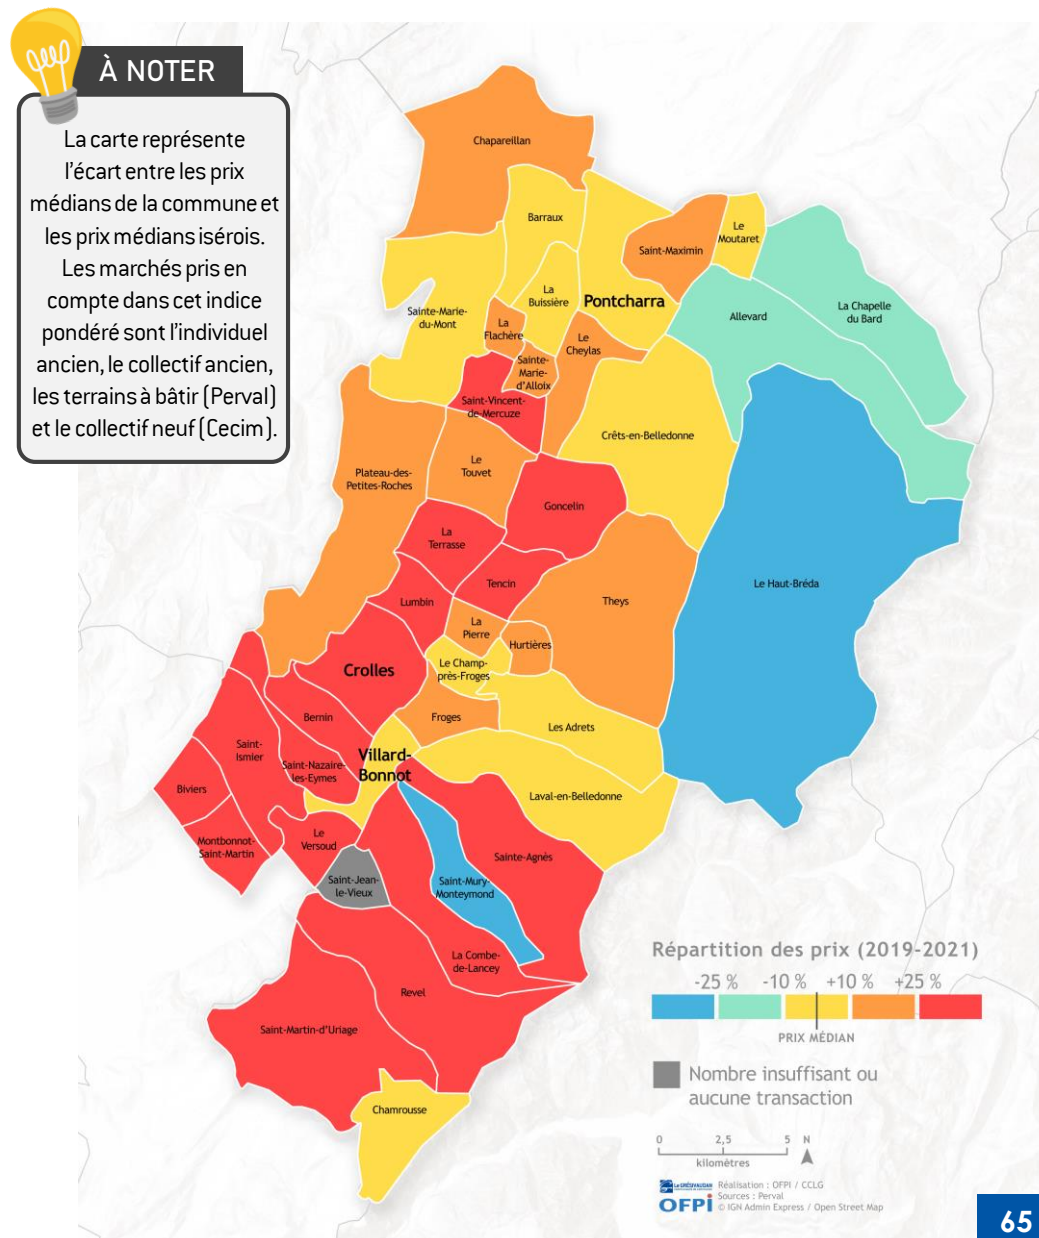 À NOTER
La carte représente
l'écart entre les prix
médians de la commune et
les prix médians isérois.
Les marchés pris en
compte dans cet indice
pondéré sont l'individuel
ancien, le collectif ancien,
les terrains à bâtir (Perval)
et le collectif neuf (Cecim).
Chapareillan
Barraux
Le
Moutaret
Saint-Maximin
La
Buissière
Pontcharra
La Chapelle
du Bard
Allevard
Sainte-Marie-
du-Mont
La
Flachère
Le
Cheylas
Sainte-
Marie-
d'Alloix
Saint-Vincent-
de-Mercuze
Crêts-en-Belledonne
Le
Touvet
Plateau-des-
Petites-Roches
Goncelin
La
Terrasse
Tencin
Le Haut-Bréda
Lumbin
Theys
La
Pierre
Hurtières
Crolles
Le Champ-
près-Froges
Bernin
Froges
Les Adrets
Saint-
Ismier
Villard-
Bonnot
Saint-Nazaire-
les-Eymes
Biviers
Laval-en-Belledonne
Le
Versoud
Montbonnot-
Saint-Martin
Sainte-Agnès
Saint-Jean-
le-Vieux
Saint-Mury-
Monteymond
La Combe-
de-Lancey
Revel
Saint-Martin-d'Uriage
Chamrousse
Répartition des prix (2019-2021)
-25 % -10 % +10 % +25 %
PRIX MÉDIAN
Nombre insuffisant ou
aucune transaction
0 2,5 5 N
kilomètres
Le GRÉSIVAUDAN
OFPI
Réalisation : OFPI / CCLG
Sources : Perval
© IGN Admin Express / Open Street Map
65